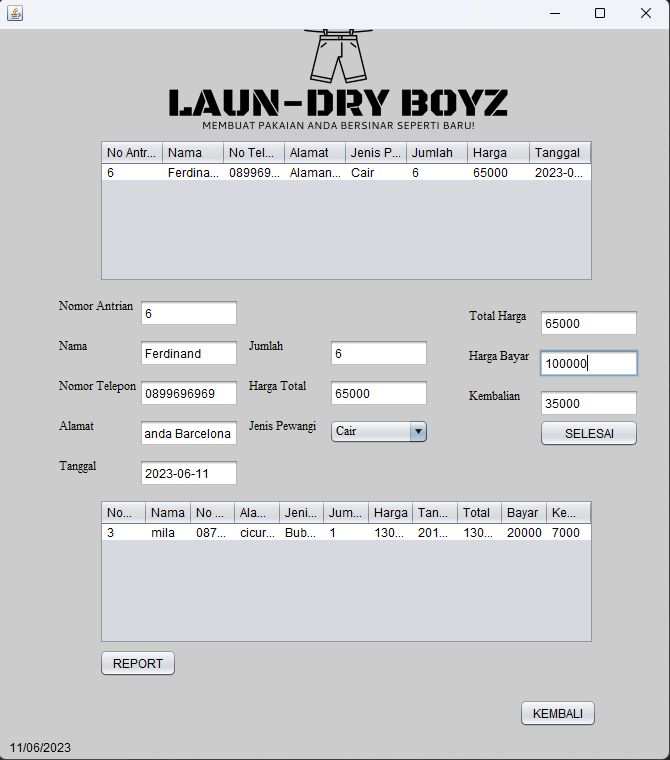 LAUN-DRY BOYZ
MEMBUAT PAKAIAN ANDA BERSINAR SEPERTI BARU!
No Antr... Nama No Tel... Alamat Jenis P... Jumlah Harga Tanggal
6 Ferdina... 089969... Alaman... Cair 6 65000 2023-0...
Nomor Antrian 6 Total Harga 65000
Nama Ferdinand Jumlah 6 Harga Bayar 100000
Nomor Telepon 0899696969 Harga Total 65000 Kembalian 35000
Alamat anda Barcelona Jenis Pewangi Cair SELESAI
Tanggal 2023-06-11
No... Nama No ... Ala... Jeni... Jum... Harga Tan... Total Bayar Ke...
3 mila 087... cicur... Bub... 1 130... 201... 130... 20000 7000
REPORT
KEMBALI
11/06/2023